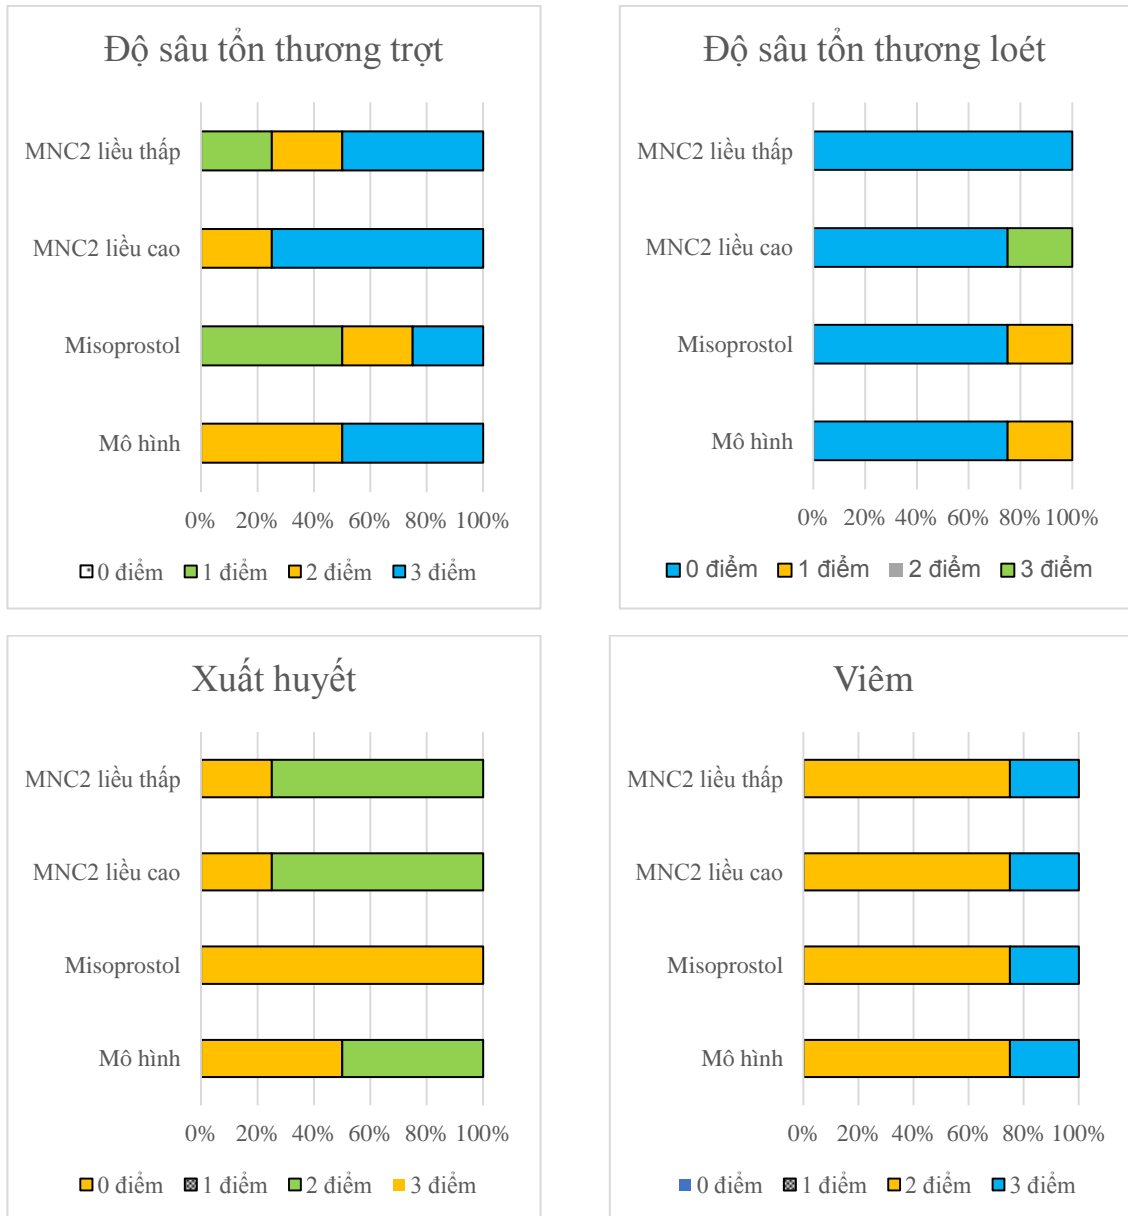 Độ sâu tổn thương trợt
MNC2 liều thấp
MNC2 liều cao
Misoprostol
Mô hình
0% 20% 40% 60% 80% 100%
0 điểm 1 điểm 2 điểm 3 điểm
Độ sâu tổn thương loét
MNC2 liều thấp
MNC2 liều cao
Misoprostol
Mô hình
0% 20% 40% 60% 80% 100%
0 điểm 1 điểm 2 điểm 3 điểm
Xuất huyết
MNC2 liều thấp
MNC2 liều cao
Misoprostol
Mô hình
0% 20% 40% 60% 80% 100%
0 điểm 1 điểm 2 điểm 3 điểm
Viêm
MNC2 liều thấp
MNC2 liều cao
Misoprostol
Mô hình
0% 20% 40% 60% 80% 100%
0 điểm 1 điểm 2 điểm 3 điểm